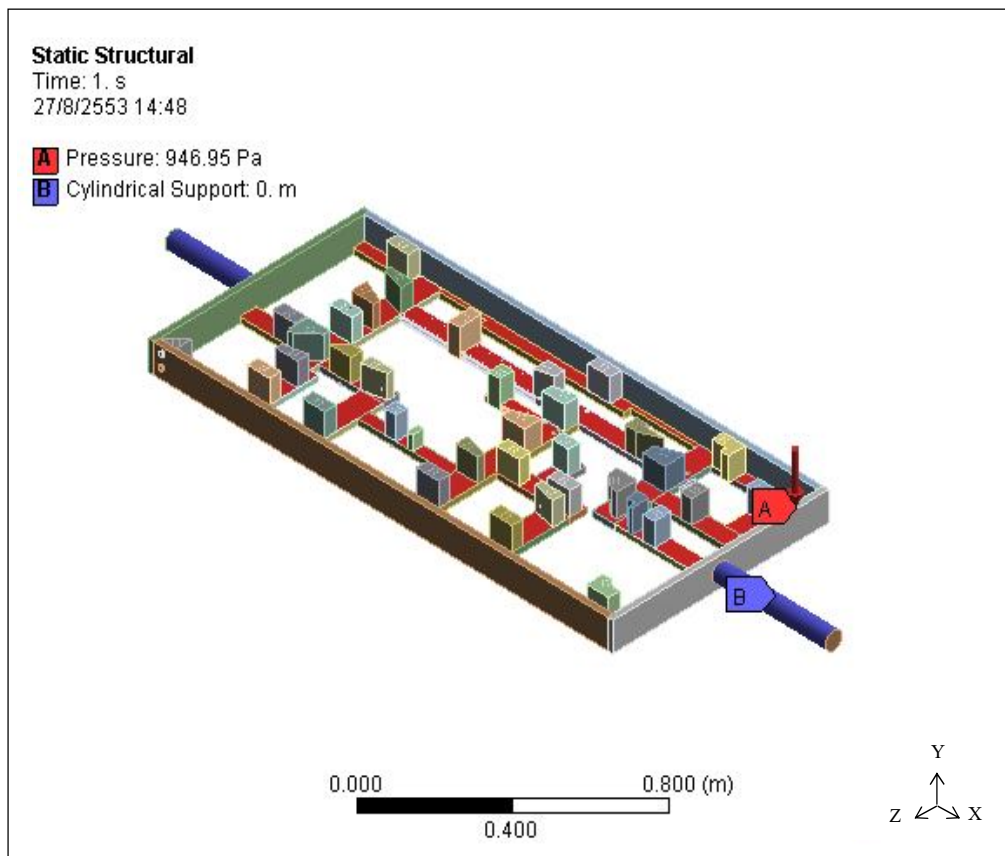 Static Structural
Time: 1. s
27/8/2553 14:48
A Pressure: 946.95 Pa
B Cylindrical Support: 0. m
A
B
0.000 0.800 (m)
0.400
Y
Z X